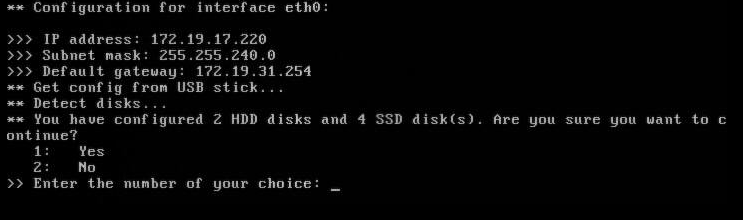 ** Configuration for interface eth0:
>>> IP address: 172.19.17.220
>>> Subnet mask: 255.255.240.0
>>> Default gateway: 172.19.31.254
** Get config from USB stick...
** Detect disks...
** You have configured 2 HDD disks and 4 SSD disk(s). Are you sure you want to c
ontinue?
1: Yes
2: No
>> Enter the number of your choice: _